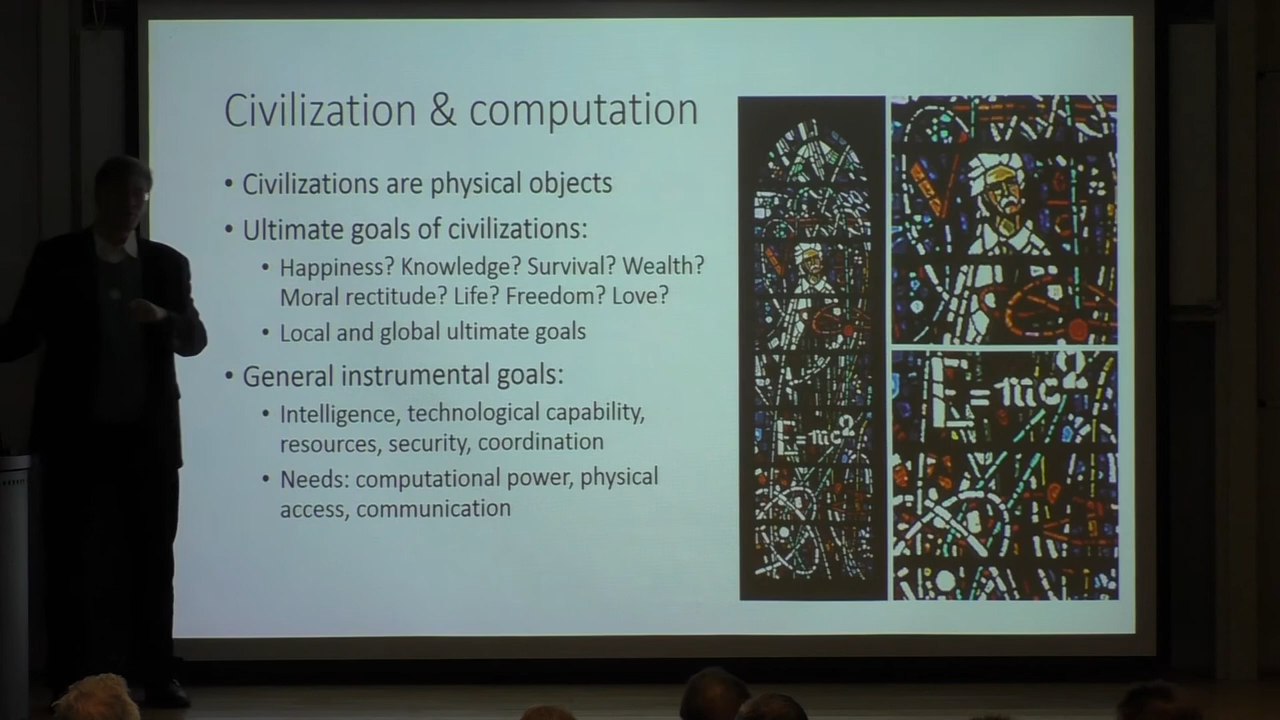 Civilization & computation
• Civilizations are physical objects
• Ultimate goals of civilizations:
• Happiness? Knowledge? Survival? Wealth?
Moral rectitude? Life? Freedom? Love?
• Local and global ultimate goals
• General instrumental goals:
• Intelligence, technological capability,
resources, security, coordination
• Needs: computational power, physical
access, communication
E=mc²
E=mc²